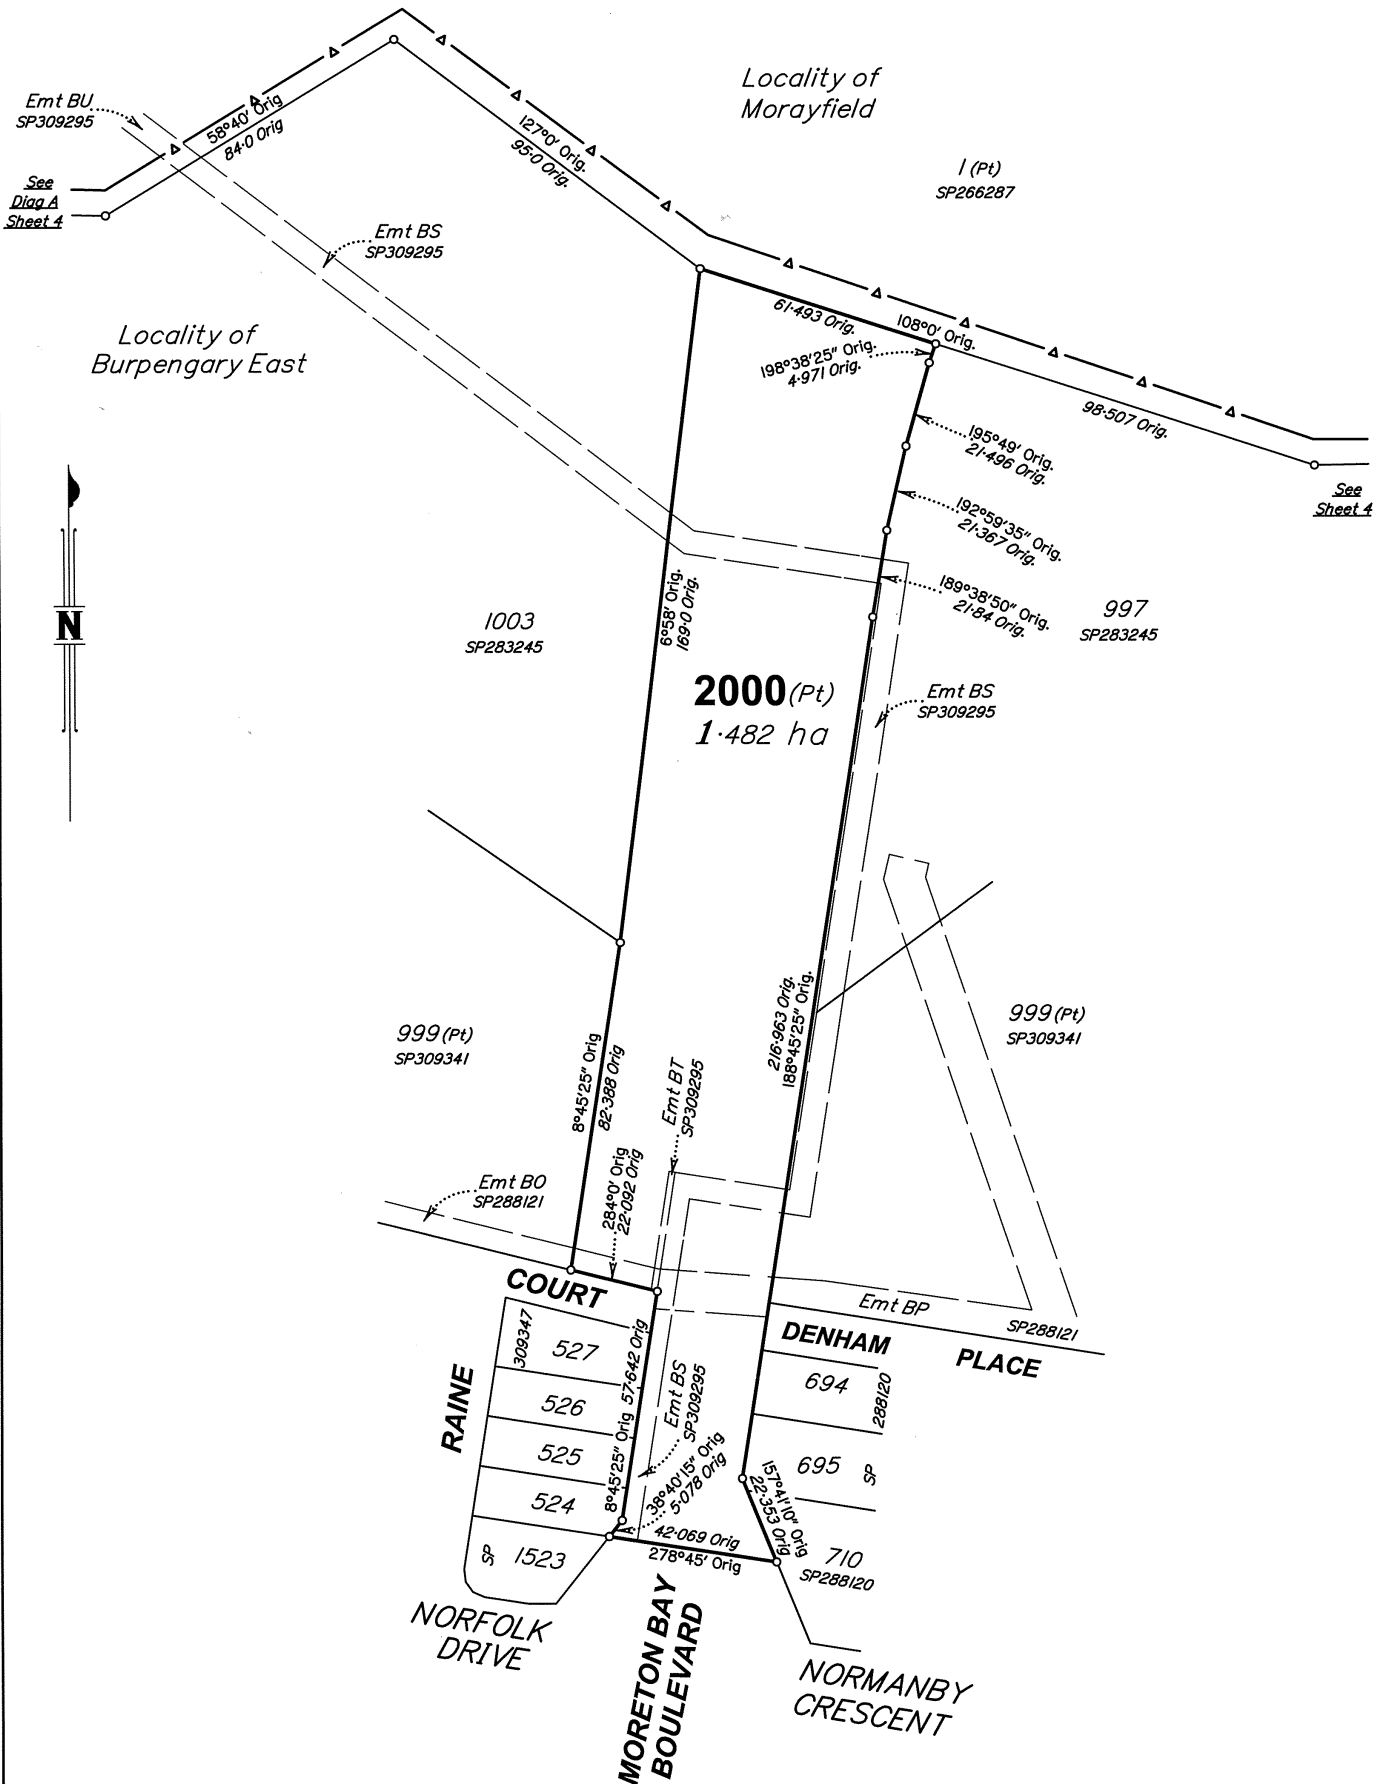 Locality of
Morayfield
Emt BU
SP309295
58°40' Orig
84·0 Orig
127°0' Orig.
95·0 Orig.
1 (Pt)
SP266287
See
Diag A
Sheet 4
Emt BS
SP309295
Locality of
Burpengary East
61·493 Orig.
108°0' Orig.
198°38'25" Orig.
4·971 Orig.
98·507 Orig.
195°49' Orig.
21·496 Orig.
See
Sheet 4
192°59'35" Orig.
21·367 Orig.
189°38'50" Orig.
21·84 Orig.
N
1003
SP283245
6°58' Orig.
169·0 Orig.
997
SP283245
2000 (Pt)
1·482 ha
Emt BS
SP309295
999 (Pt)
SP309341
8°45'25" Orig
82·388 Orig
216·963 Orig.
188°45'25" Orig.
999 (Pt)
SP309341
Emt BT
SP309295
Emt BO
SP288121
284°0' Orig
22·092 Orig
COURT
Emt BP
SP288121
DENHAM
PLACE
309347
527
526
525
524
SP
1523
RAINE
8°45'25" Orig
57·642 Orig
Emt BS
SP309295
38°40'15" Orig
5·078 Orig
694
288120
695
SP
157°41'10" Orig
22·353 Orig
42·069 Orig
278°45' Orig
710
SP288120
NORFOLK
DRIVE
MORETON BAY
BOULEVARD
NORMANBY
CRESCENT